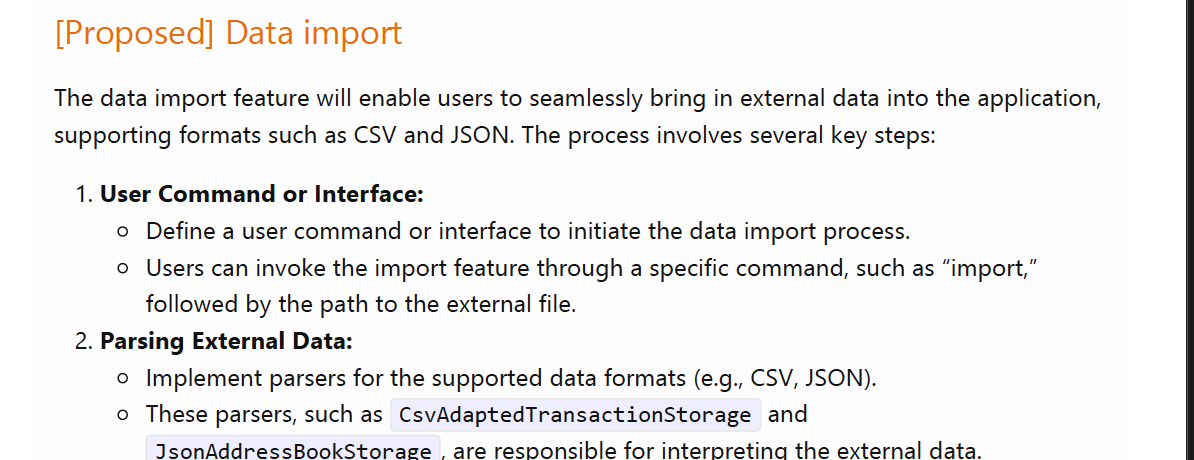 [Proposed] Data import
The data import feature will enable users to seamlessly bring in external data into the application,
supporting formats such as CSV and JSON. The process involves several key steps:
1. User Command or Interface:
○ Define a user command or interface to initiate the data import process.
○ Users can invoke the import feature through a specific command, such as “import,”
followed by the path to the external file.
2. Parsing External Data:
○ Implement parsers for the supported data formats (e.g., CSV, JSON).
○ These parsers, such as CsvAdaptedTransactionStorage and
JsonAddressBookStorage, are responsible for interpreting the external data.